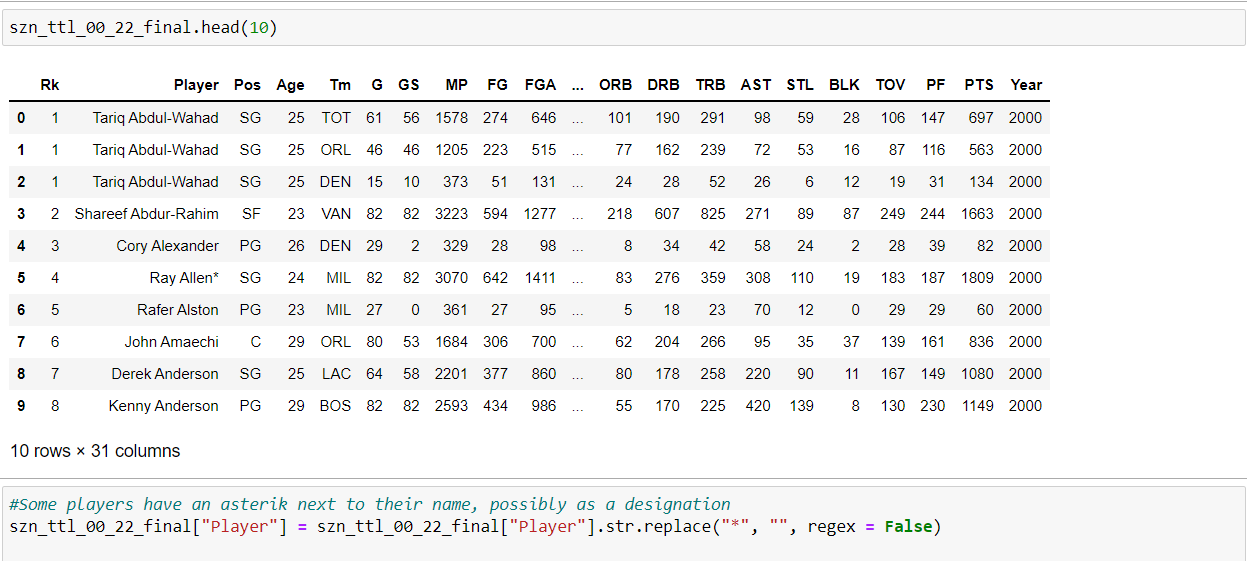 szn_ttl_00_22_final.head(10)
Rk Player Pos Age Tm G GS MP FG FGA ... ORB DRB TRB AST STL BLK TOV PF PTS Year
0 1 Tariq Abdul-Wahad SG 25 TOT 61 56 1578 274 646 ... 101 190 291 98 59 28 106 147 697 2000
1 1 Tariq Abdul-Wahad SG 25 ORL 46 46 1205 223 515 ... 77 162 239 72 53 16 87 116 563 2000
2 1 Tariq Abdul-Wahad SG 25 DEN 15 10 373 51 131 ... 24 28 52 26 6 12 19 31 134 2000
3 2 Shareef Abdur-Rahim SF 23 VAN 82 82 3223 594 1277 ... 218 607 825 271 89 87 249 244 1663 2000
4 3 Cory Alexander PG 26 DEN 29 2 329 28 98 ... 8 34 42 58 24 2 28 39 82 2000
5 4 Ray Allen* SG 24 MIL 82 82 3070 642 1411 ... 83 276 359 308 110 19 183 187 1809 2000
6 5 Rafer Alston PG 23 MIL 27 0 361 27 95 ... 5 18 23 70 12 0 29 29 60 2000
7 6 John Amaechi C 29 ORL 80 53 1684 306 700 ... 62 204 266 95 35 37 139 161 836 2000
8 7 Derek Anderson SG 25 LAC 64 58 2201 377 860 ... 80 178 258 220 90 11 167 149 1080 2000
9 8 Kenny Anderson PG 29 BOS 82 82 2593 434 986 ... 55 170 225 420 139 8 130 230 1149 2000
10 rows × 31 columns
#Some players have an asterik next to their name, possibly as a designation
szn_ttl_00_22_final["Player"] = szn_ttl_00_22_final["Player"].str.replace("*", "", regex = False)